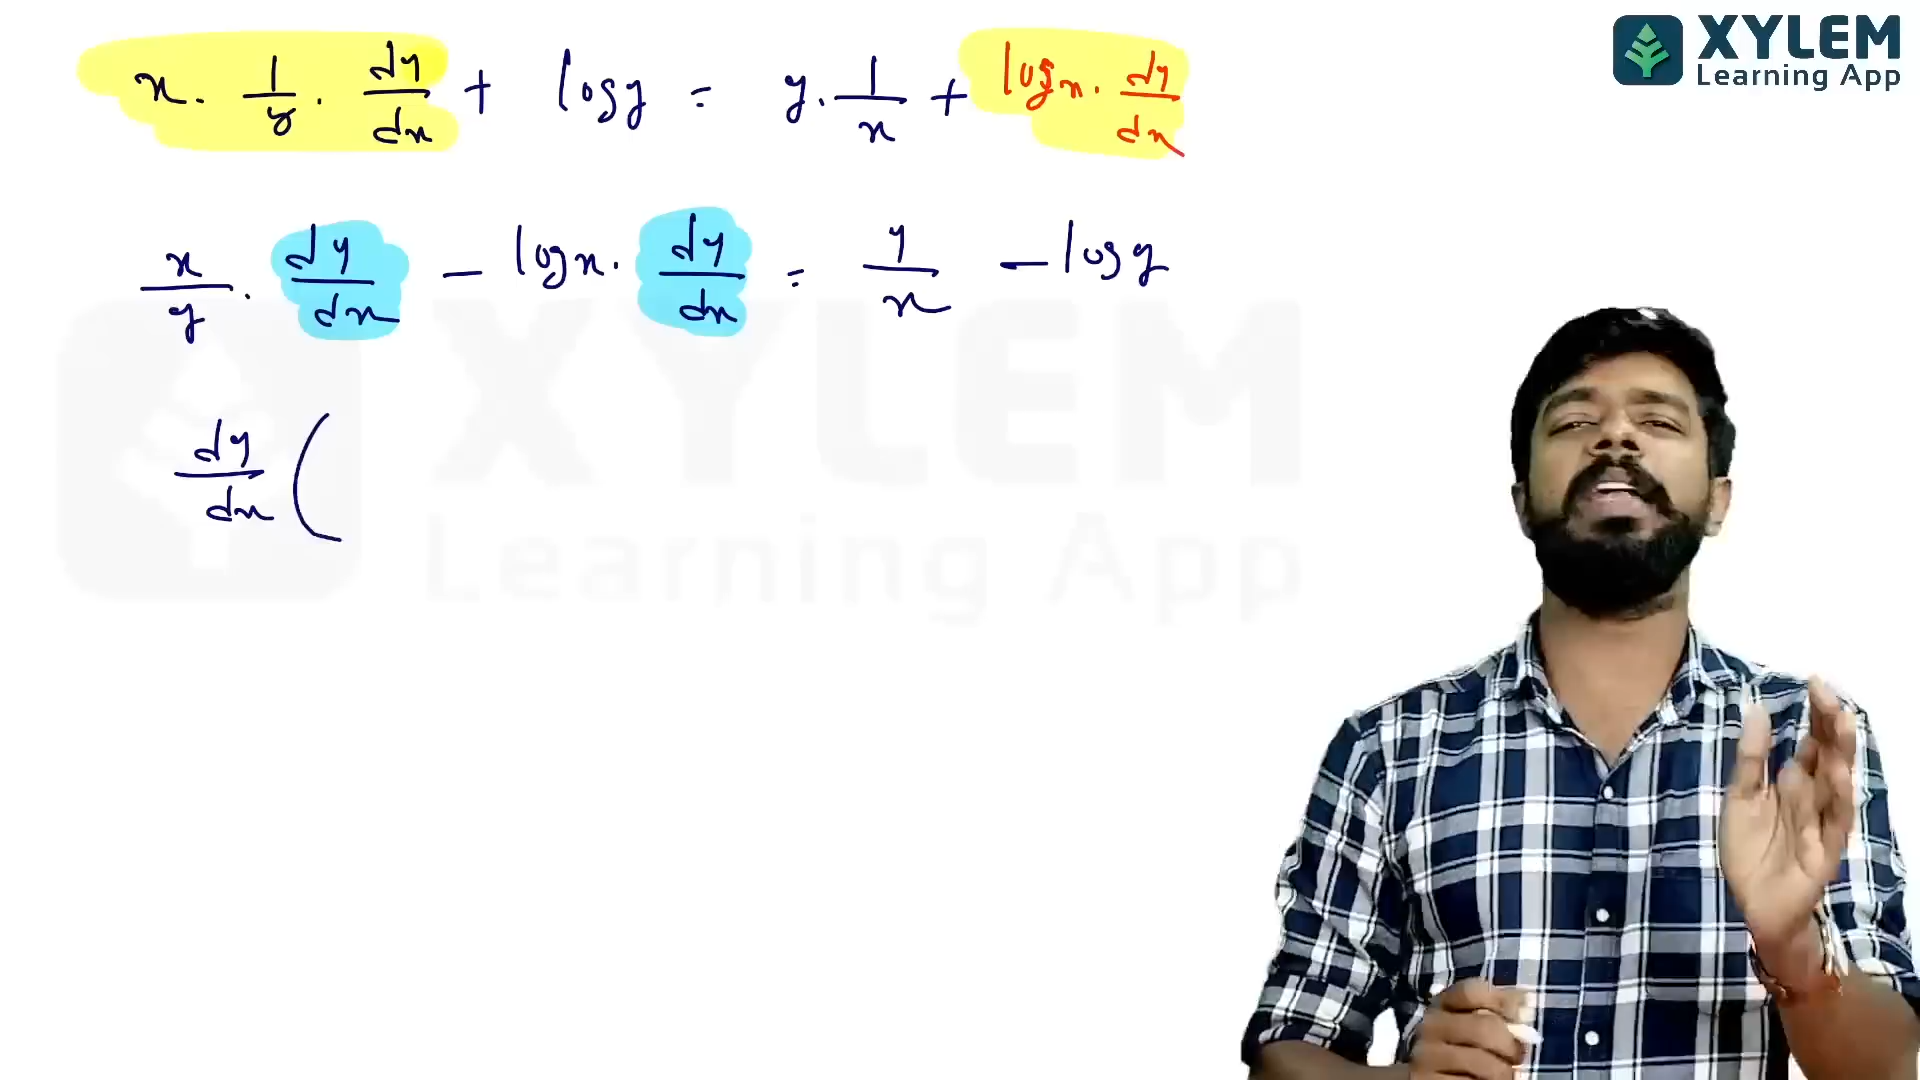 XYLEM
Learning App
x · 1/y · dy/dx + log y = y · 1/x + log x · dy/dx
x/y · dy/dx - log x · dy/dx = y/x - log y
dy/dx (
XYLEM
Learning App